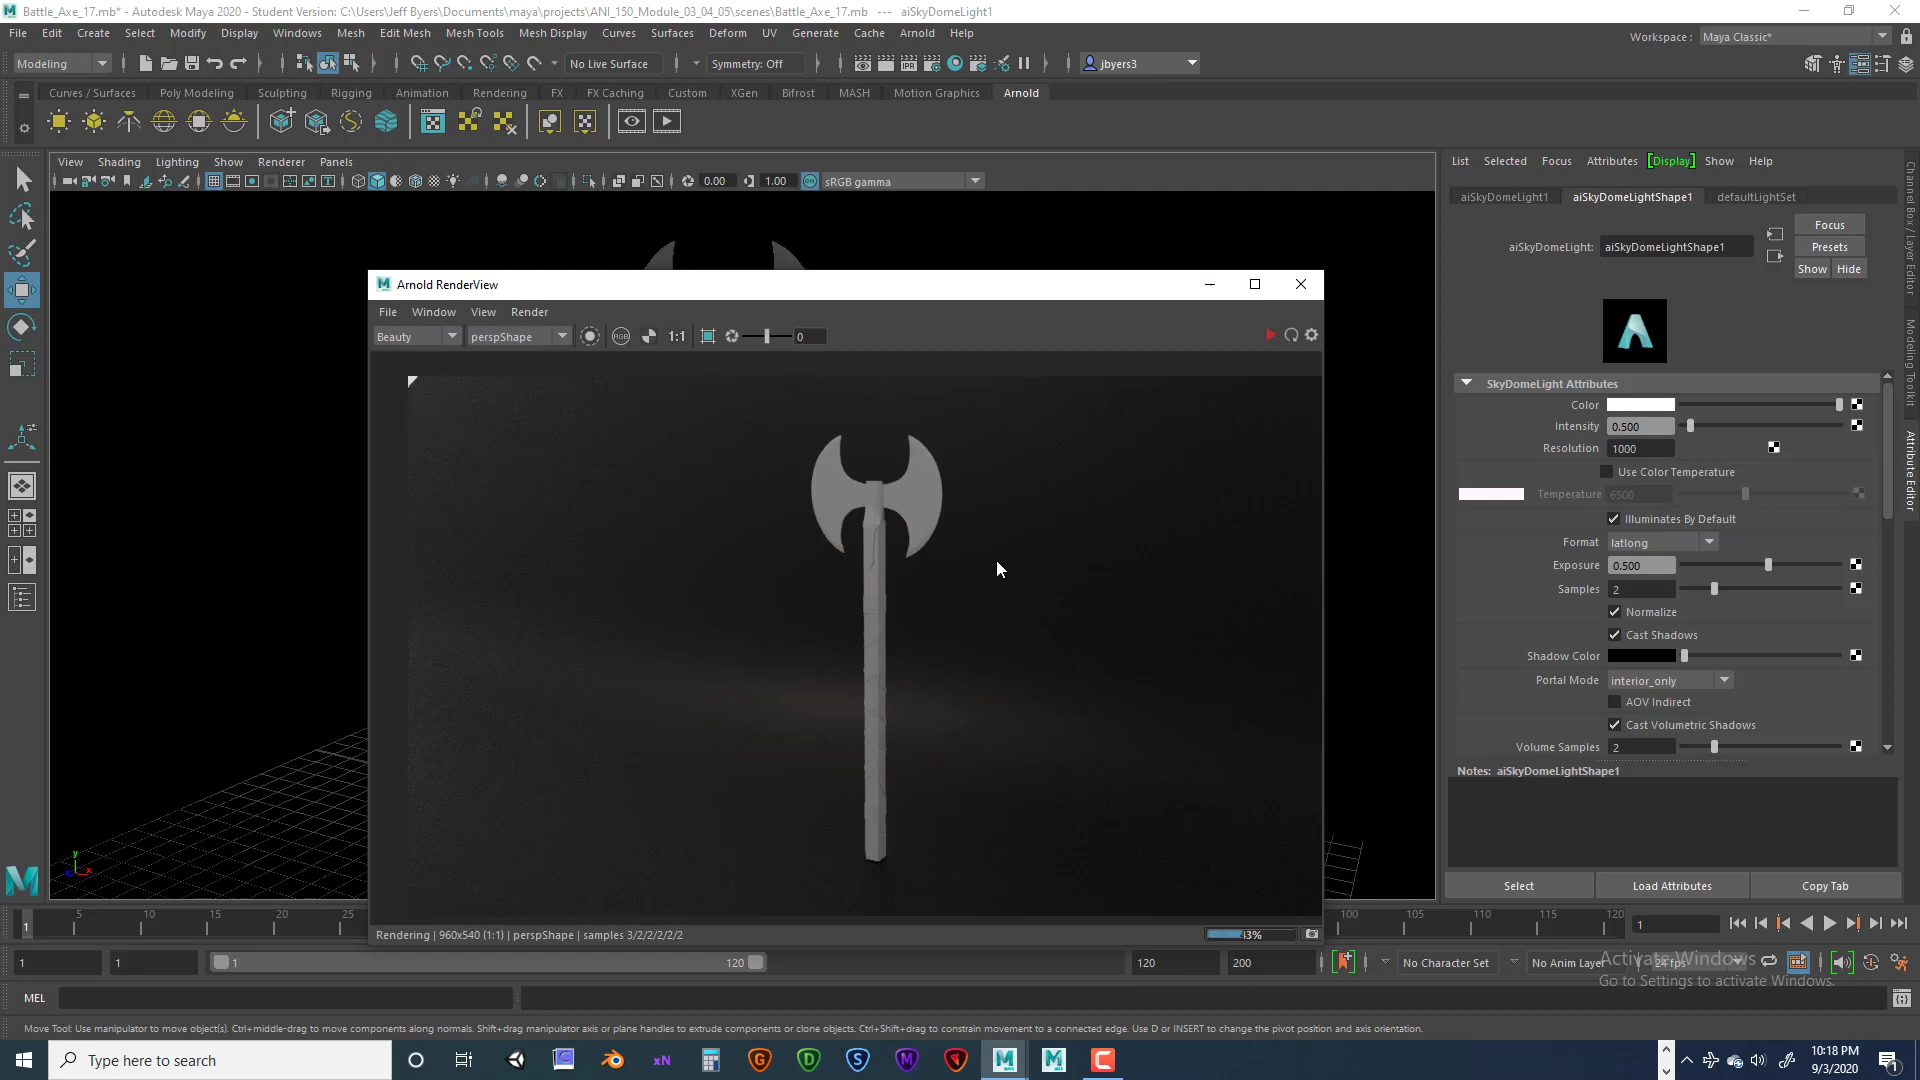 Battle_Axe_17.mb* - Autodesk Maya 2020 - Student Version: C:\Users\Jeff Byers\Documents\maya\projects\ANI_150_Module_03_04_05\scenes\Battle_Axe_17.mb --- aiSkyDomeLight1
File Edit Create Select Modify Display Windows Mesh Edit Mesh Mesh Tools Mesh Display Curves Surfaces Deform UV Generate Cache Arnold Help
Workspace : Maya Classic*
Modeling
No Live Surface
Symmetry: Off
jbyers3
Curves / Surfaces Poly Modeling Sculpting Rigging Animation Rendering FX FX Caching Custom XGen Bifrost MASH Motion Graphics Arnold
View Shading Lighting Show Renderer Panels
0.00 1.00 sRGB gamma
List Selected Focus Attributes [Display] Show Help
aiSkyDomeLight1 aiSkyDomeLightShape1 defaultLightSet
aiSkyDomeLight: aiSkyDomeLightShape1
Focus
Presets
Show Hide
Arnold RenderView
File Window View Render
Beauty perspShape RGB 1:1 0
Rendering | 960x540 (1:1) | perspShape | samples 3/2/2/2/2/2
SkyDomeLight Attributes
Color
Intensity 0.500
Resolution 1000
Use Color Temperature
Temperature 6500
Illuminates By Default
Format latlong
Exposure 0.500
Samples 2
Normalize
Cast Shadows
Shadow Color
Portal Mode interior_only
AOV Indirect
Cast Volumetric Shadows
Volume Samples 2
Notes: aiSkyDomeLightShape1
Select Load Attributes Copy Tab
Channel Box / Layer Editor
Modeling Toolkit
Attribute Editor
1 5 10 15 20 25 100 105 110 115 120 1
1 1 1 120 120 200 No Character Set No Anim Layer 24 fps
Activate Windows
Go to Settings to activate Windows.
MEL
Move Tool: Use manipulator to move object(s). Ctrl+middle-drag to move components along normals. Shift+drag manipulator axis or plane handles to extrude components or clone objects. Ctrl+Shift+drag to constrain movement to a connected edge. Use D or INSERT to change the pivot position and axis orientation.
Type here to search
10:18 PM
9/3/2020